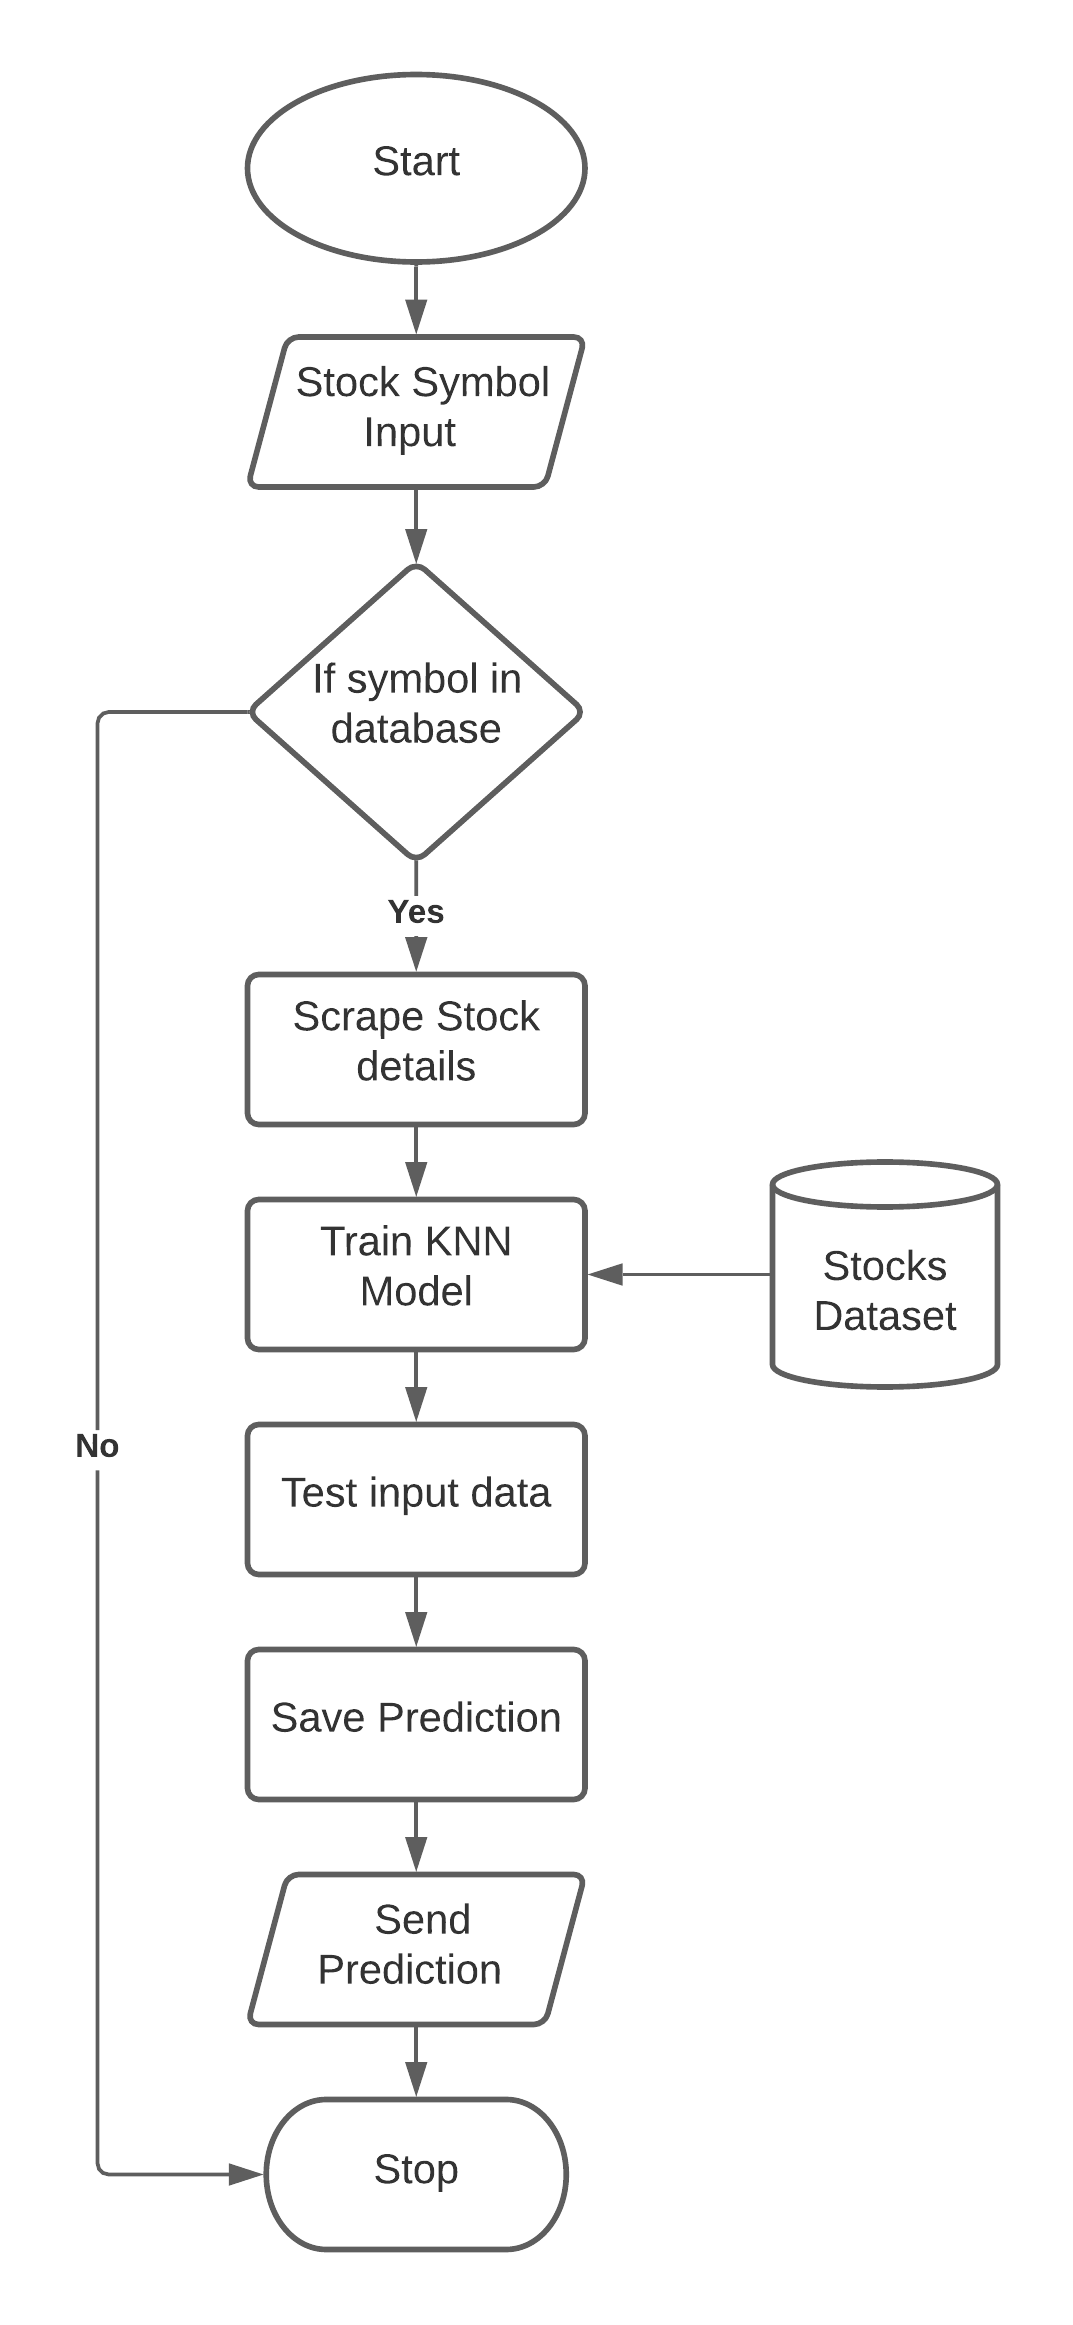 Start
Stock Symbol
Input
If symbol in
database
Yes
Scrape Stock
details
Train KNN
Model
Stocks
Dataset
No
Test input data
Save Prediction
Send
Prediction
Stop